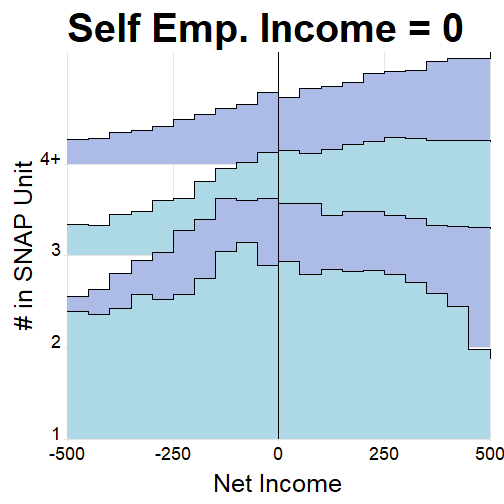 Self Emp. Income = 0
# in SNAP Unit
4+
3
2
1
-500 -250 0 250 500
Net Income